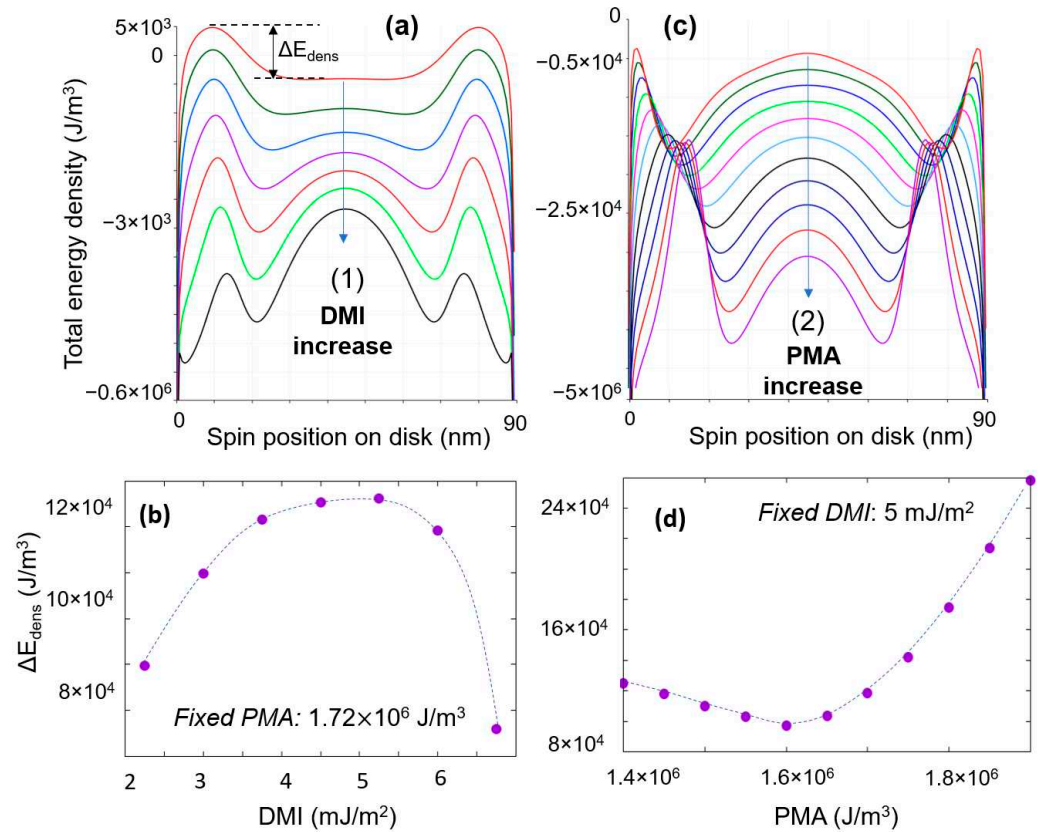 (a)
5×10³
0
−3×10³
−0.6×10⁶
Total energy density (J/m³)
ΔE_dens
(1)
DMI
increase
0
90
Spin position on disk (nm)
(c)
0
−0.5×10⁴
−2.5×10⁴
−5×10⁶
(2)
PMA
increase
0
90
Spin position on disk (nm)
(b)
12×10⁴
10×10⁴
8×10⁴
ΔE_dens (J/m³)
Fixed PMA: 1.72×10⁶ J/m³
2
3
4
5
6
DMI (mJ/m²)
(d)
Fixed DMI: 5 mJ/m²
24×10⁴
16×10⁴
8×10⁴
1.4×10⁶
1.6×10⁶
1.8×10⁶
PMA (J/m³)